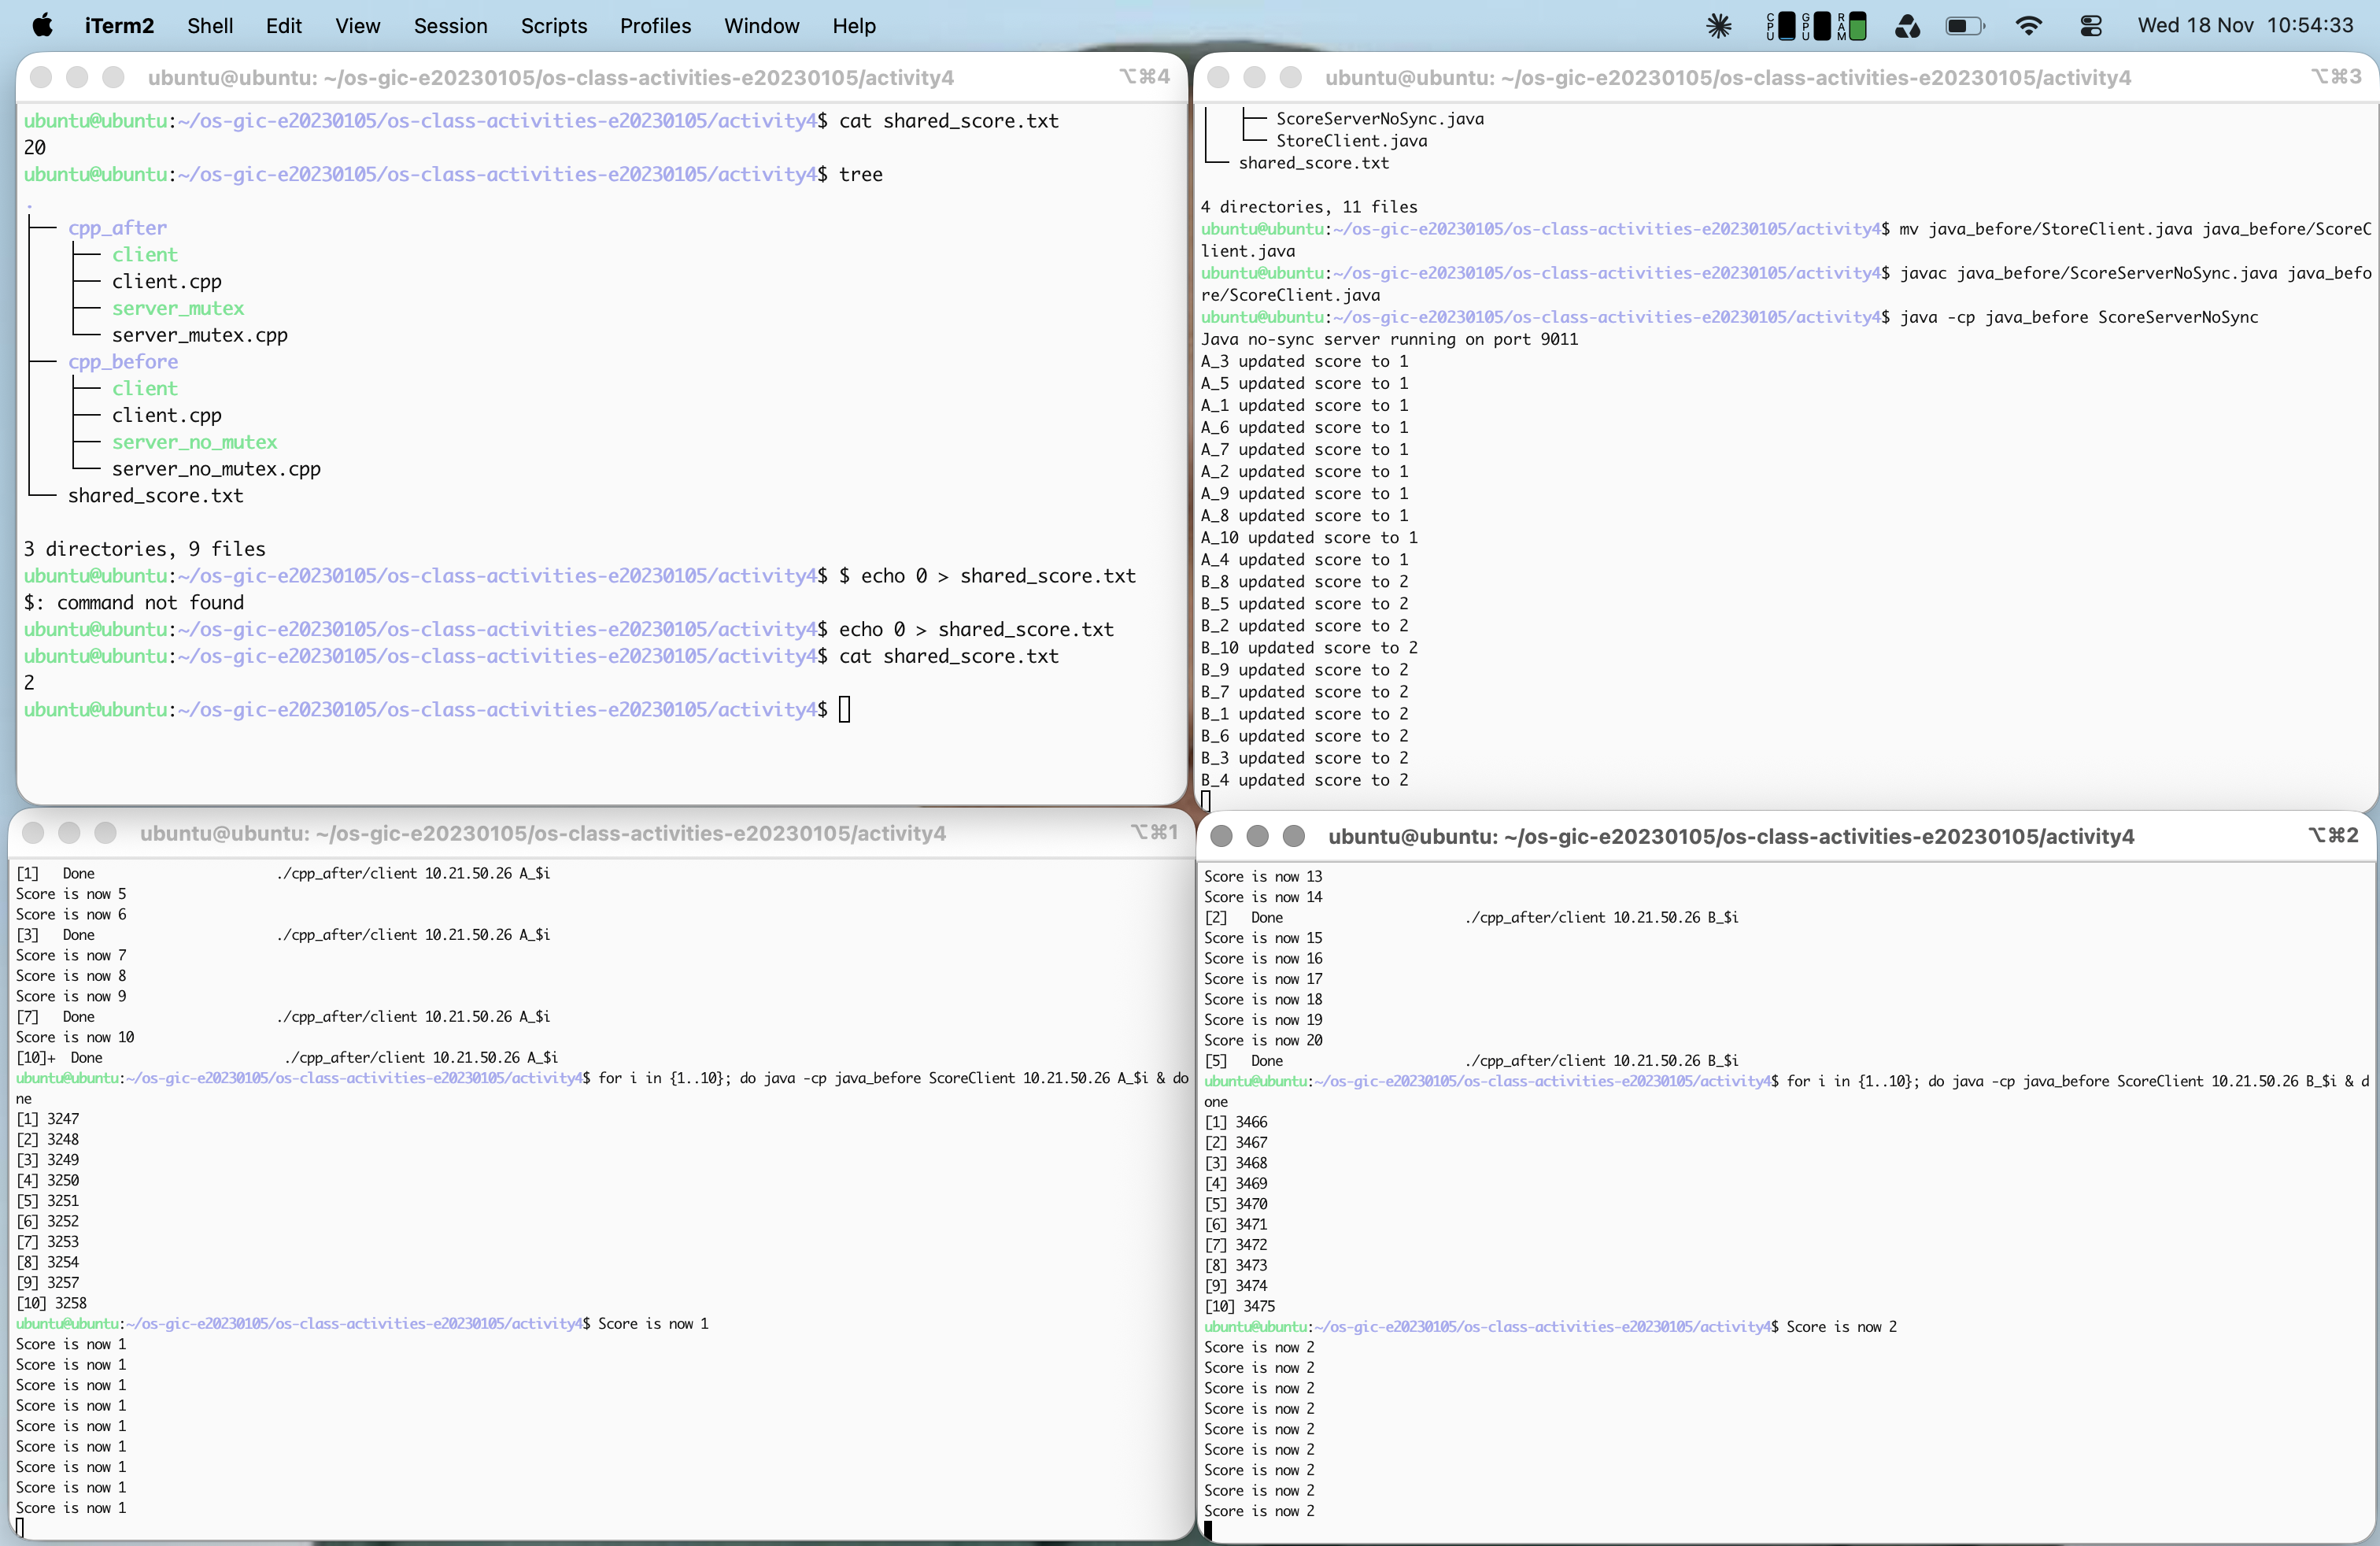 iTerm2 Shell Edit View Session Scripts Profiles Window Help CPU GPU RAM Wed 18 Nov 10:54:33
ubuntu@ubuntu: ~/os-gic-e20230105/os-class-activities-e20230105/activity4 ⌥⌘4
ubuntu@ubuntu:~/os-gic-e20230105/os-class-activities-e20230105/activity4$ cat shared_score.txt
20
ubuntu@ubuntu:~/os-gic-e20230105/os-class-activities-e20230105/activity4$ tree
.
├── cpp_after
│   ├── client
│   ├── client.cpp
│   ├── server_mutex
│   └── server_mutex.cpp
├── cpp_before
│   ├── client
│   ├── client.cpp
│   ├── server_no_mutex
│   └── server_no_mutex.cpp
└── shared_score.txt
3 directories, 9 files
ubuntu@ubuntu:~/os-gic-e20230105/os-class-activities-e20230105/activity4$ $ echo 0 > shared_score.txt
$: command not found
ubuntu@ubuntu:~/os-gic-e20230105/os-class-activities-e20230105/activity4$ echo 0 > shared_score.txt
ubuntu@ubuntu:~/os-gic-e20230105/os-class-activities-e20230105/activity4$ cat shared_score.txt
2
ubuntu@ubuntu:~/os-gic-e20230105/os-class-activities-e20230105/activity4$
ubuntu@ubuntu: ~/os-gic-e20230105/os-class-activities-e20230105/activity4 ⌥⌘3
│   ├── ScoreServerNoSync.java
│   └── StoreClient.java
└── shared_score.txt
4 directories, 11 files
ubuntu@ubuntu:~/os-gic-e20230105/os-class-activities-e20230105/activity4$ mv java_before/StoreClient.java java_before/ScoreC
lient.java
ubuntu@ubuntu:~/os-gic-e20230105/os-class-activities-e20230105/activity4$ javac java_before/ScoreServerNoSync.java java_befo
re/ScoreClient.java
ubuntu@ubuntu:~/os-gic-e20230105/os-class-activities-e20230105/activity4$ java -cp java_before ScoreServerNoSync
Java no-sync server running on port 9011
A_3 updated score to 1
A_5 updated score to 1
A_1 updated score to 1
A_6 updated score to 1
A_7 updated score to 1
A_2 updated score to 1
A_9 updated score to 1
A_8 updated score to 1
A_10 updated score to 1
A_4 updated score to 1
B_8 updated score to 2
B_5 updated score to 2
B_2 updated score to 2
B_10 updated score to 2
B_9 updated score to 2
B_7 updated score to 2
B_1 updated score to 2
B_6 updated score to 2
B_3 updated score to 2
B_4 updated score to 2
ubuntu@ubuntu: ~/os-gic-e20230105/os-class-activities-e20230105/activity4 ⌥⌘1
[1]   Done                    ./cpp_after/client 10.21.50.26 A_$i
Score is now 5
Score is now 6
[3]   Done                    ./cpp_after/client 10.21.50.26 A_$i
Score is now 7
Score is now 8
Score is now 9
[7]   Done                    ./cpp_after/client 10.21.50.26 A_$i
Score is now 10
[10]+  Done                    ./cpp_after/client 10.21.50.26 A_$i
ubuntu@ubuntu:~/os-gic-e20230105/os-class-activities-e20230105/activity4$ for i in {1..10}; do java -cp java_before ScoreClient 10.21.50.26 A_$i & do
ne
[1] 3247
[2] 3248
[3] 3249
[4] 3250
[5] 3251
[6] 3252
[7] 3253
[8] 3254
[9] 3257
[10] 3258
ubuntu@ubuntu:~/os-gic-e20230105/os-class-activities-e20230105/activity4$ Score is now 1
Score is now 1
Score is now 1
Score is now 1
Score is now 1
Score is now 1
Score is now 1
Score is now 1
Score is now 1
Score is now 1
ubuntu@ubuntu: ~/os-gic-e20230105/os-class-activities-e20230105/activity4 ⌥⌘2
Score is now 13
Score is now 14
[2]   Done                    ./cpp_after/client 10.21.50.26 B_$i
Score is now 15
Score is now 16
Score is now 17
Score is now 18
Score is now 19
Score is now 20
[5]   Done                    ./cpp_after/client 10.21.50.26 B_$i
ubuntu@ubuntu:~/os-gic-e20230105/os-class-activities-e20230105/activity4$ for i in {1..10}; do java -cp java_before ScoreClient 10.21.50.26 B_$i & d
one
[1] 3466
[2] 3467
[3] 3468
[4] 3469
[5] 3470
[6] 3471
[7] 3472
[8] 3473
[9] 3474
[10] 3475
ubuntu@ubuntu:~/os-gic-e20230105/os-class-activities-e20230105/activity4$ Score is now 2
Score is now 2
Score is now 2
Score is now 2
Score is now 2
Score is now 2
Score is now 2
Score is now 2
Score is now 2
Score is now 2